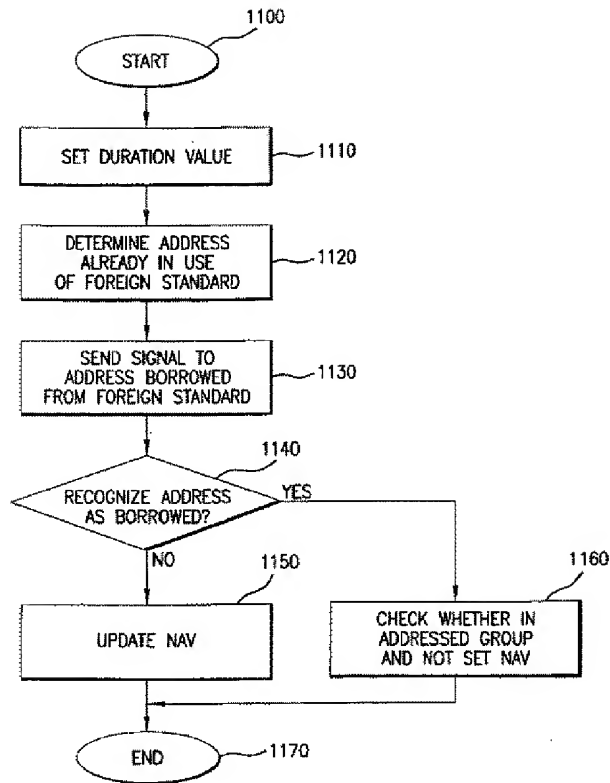 1100
START
SET DURATION VALUE
1110
DETERMINE ADDRESS
ALREADY IN USE
OF FOREIGN STANDARD
1120
SEND SIGNAL TO
ADDRESS BORROWED
FROM FOREIGN STANDARD
1130
1140
RECOGNIZE ADDRESS
AS BORROWED?
YES
NO
1150
UPDATE NAV
1160
CHECK WHETHER IN
ADDRESSED GROUP
AND NOT SET NAV
END
1170